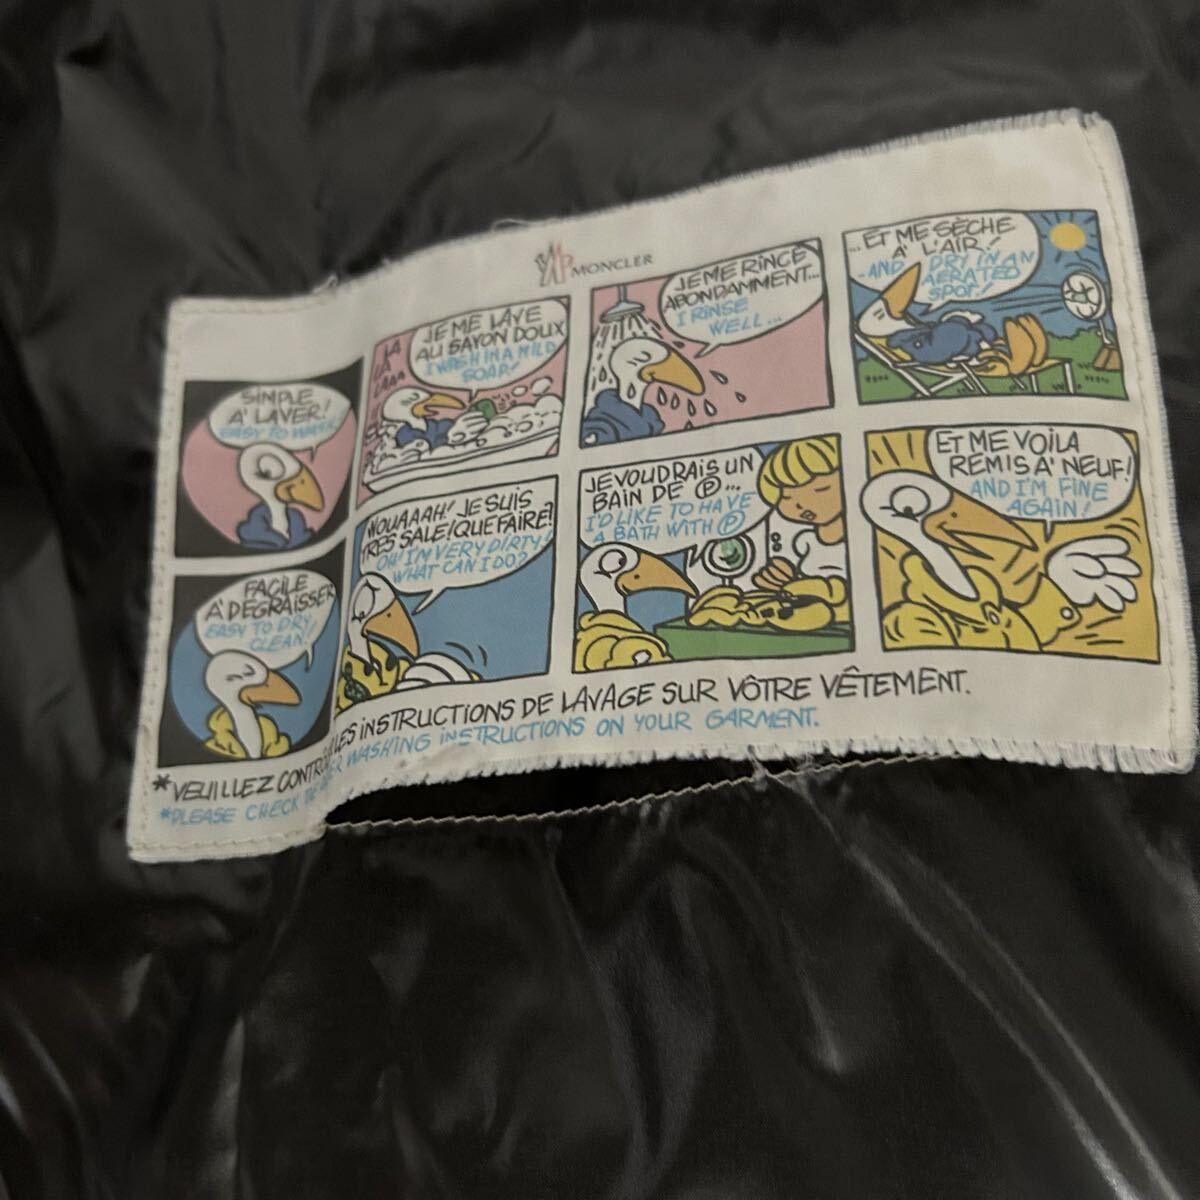 MONCLER
SIMPLE
A' LAVER!
EASY TO WASH
LA
LA
JE ME LAVE
AU SAVON DOUX
I WASH IN A MILD
SOAP!
JE ME RINCE
ABONDAMMENT...
I RINSE
WELL...
...ET ME SÈCHE
A' L'AIR!
-AND DRY IN AN
AERATED
SPOT!
FACILE
A' DEGRAISSER
EASY TO DRY
CLEAN!
WOUAAAH! JE SUIS
TRES SALE! QUE FAIRE?
OH! I'M VERY DIRTY!
WHAT CAN I DO?
JE VOUDRAIS UN
BAIN DE Ⓟ...
I'D LIKE TO HAVE
A BATH WITH Ⓟ
ET ME VOILA
REMIS A' NEUF!
AND I'M FINE
AGAIN!
*VEUILLEZ LES INSTRUCTIONS DE LAVAGE SUR VÔTRE VÊTEMENT.
*PLEASE CHECK WASHING INSTRUCTIONS ON YOUR GARMENT.